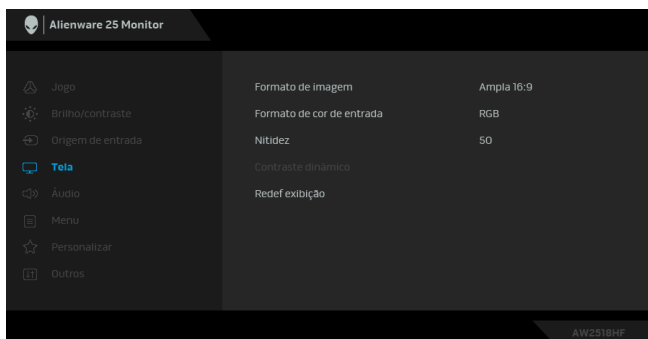 Alienware 25 Monitor
Jogo
Brilho/contraste
Origem de entrada
Tela
Áudio
Menu
Personalizar
Outros
Formato de imagem Ampla 16:9
Formato de cor de entrada RGB
Nitidez 50
Contraste dinâmico
Redef exibição
AW2518HF